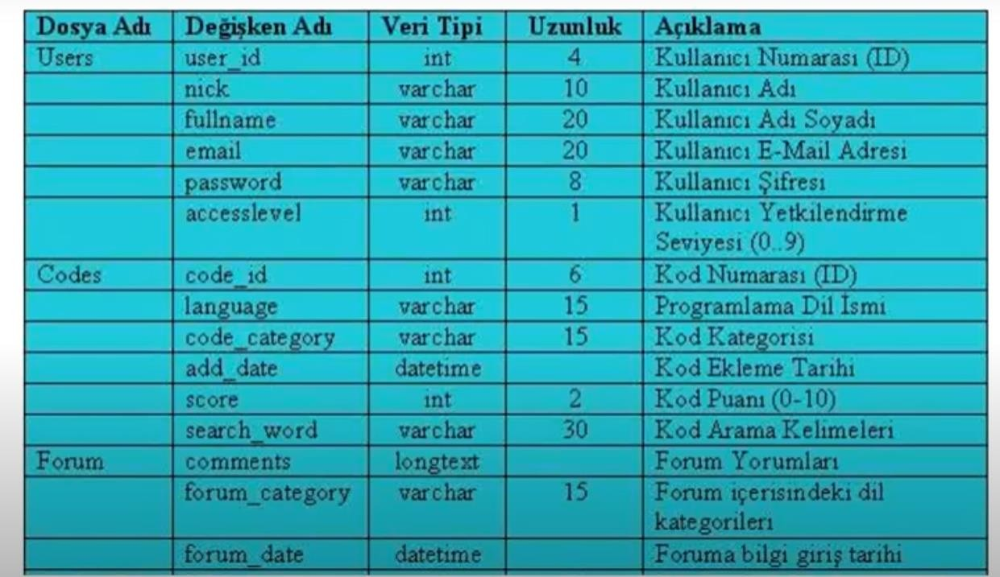 Dosya Adı Değişken Adı Veri Tipi Uzunluk Açıklama
Users user_id int 4 Kullanıcı Numarası (ID)
nick varchar 10 Kullanıcı Adı
fullname varchar 20 Kullanıcı Adı Soyadı
email varchar 20 Kullanıcı E-Mail Adresi
password varchar 8 Kullanıcı Şifresi
accesslevel int 1 Kullanıcı Yetkilendirme
Seviyesi (0..9)
Codes code_id int 6 Kod Numarası (ID)
language varchar 15 Programlama Dil İsmi
code_category varchar 15 Kod Kategorisi
add_date datetime Kod Ekleme Tarihi
score int 2 Kod Puanı (0-10)
search_word varchar 30 Kod Arama Kelimeleri
Forum comments longtext Forum Yorumları
forum_category varchar 15 Forum içerisindeki dil
kategorileri
forum_date datetime Foruma bilgi giriş tarihi